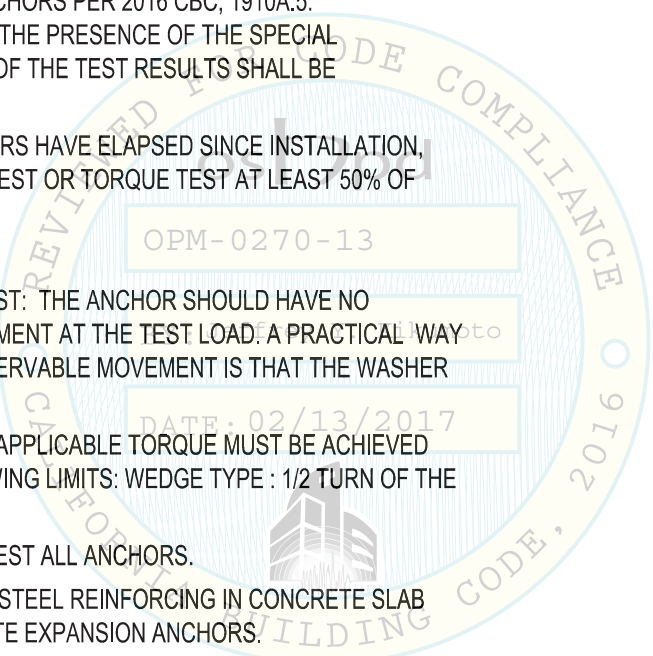 CHORS PER 2016 CBC, 1910A.5.
THE PRESENCE OF THE SPECIAL
OF THE TEST RESULTS SHALL BE
RS HAVE ELAPSED SINCE INSTALLATION,
EST OR TORQUE TEST AT LEAST 50% OF
ST: THE ANCHOR SHOULD HAVE NO
MENT AT THE TEST LOAD. A PRACTICAL WAY
ERVABLE MOVEMENT IS THAT THE WASHER
APPLICABLE TORQUE MUST BE ACHIEVED
WING LIMITS: WEDGE TYPE : 1/2 TURN OF THE
EST ALL ANCHORS.
STEEL REINFORCING IN CONCRETE SLAB
TE EXPANSION ANCHORS.
REVIEWED FOR CODE COMPLIANCE
OPM-0270-13
BY: Jeffrey
DATE: 02/13/2017
CALIFORNIA BUILDING CODE, 2016